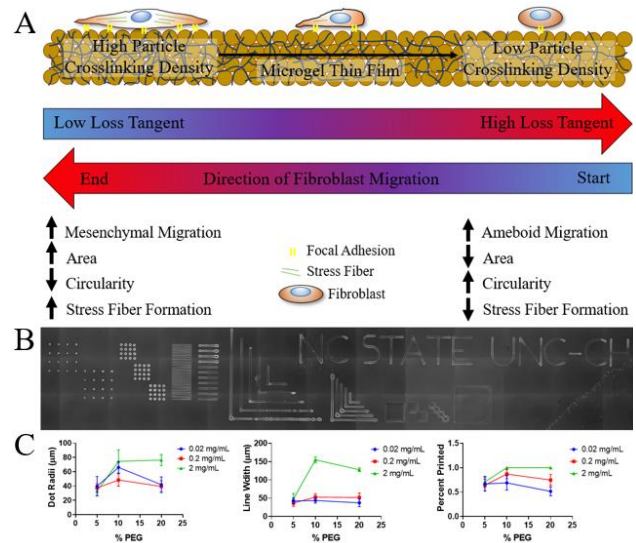 A
High Particle
Crosslinking Density
Microgel Thin Film
Low Particle
Crosslinking Density
Low Loss Tangent
High Loss Tangent
End
Direction of Fibroblast Migration
Start
Mesenchymal Migration
Area
Circularity
Stress Fiber Formation
Focal Adhesion
Stress Fiber
Fibroblast
Ameboid Migration
Area
Circularity
Stress Fiber Formation
B
NC STATE UNC-CH
C
Dot Radii (µm)
100
80
60
40
20
0
0 5 10 15 20 25
% PEG
0.02 mg/mL
0.2 mg/mL
2 mg/mL
Line Wdith (µm)
200
150
100
50
0
0 5 10 15 20 25
% PEG
0.02 mg/mL
0.2 mg/mL
2 mg/mL
Percent Printed
1.5
1.0
0.5
0.0
0 5 10 15 20 25
% PEG
0.02 mg/mL
0.2 mg/mL
2 mg/mL